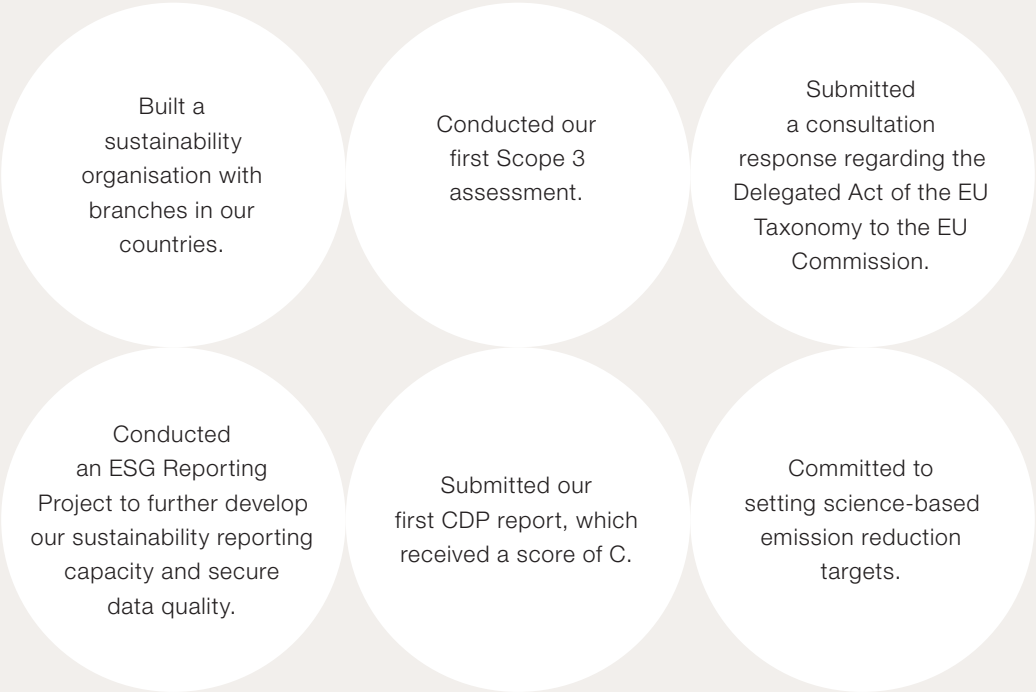 Built a
sustainability
organisation with
branches in our
countries.
Conducted our
first Scope 3
assessment.
Submitted
a consultation
response regarding the
Delegated Act of the EU
Taxonomy to the EU
Commission.
Conducted
an ESG Reporting
Project to further develop
our sustainability reporting
capacity and secure
data quality.
Submitted our
first CDP report, which
received a score of C.
Committed to
setting science-based
emission reduction
targets.